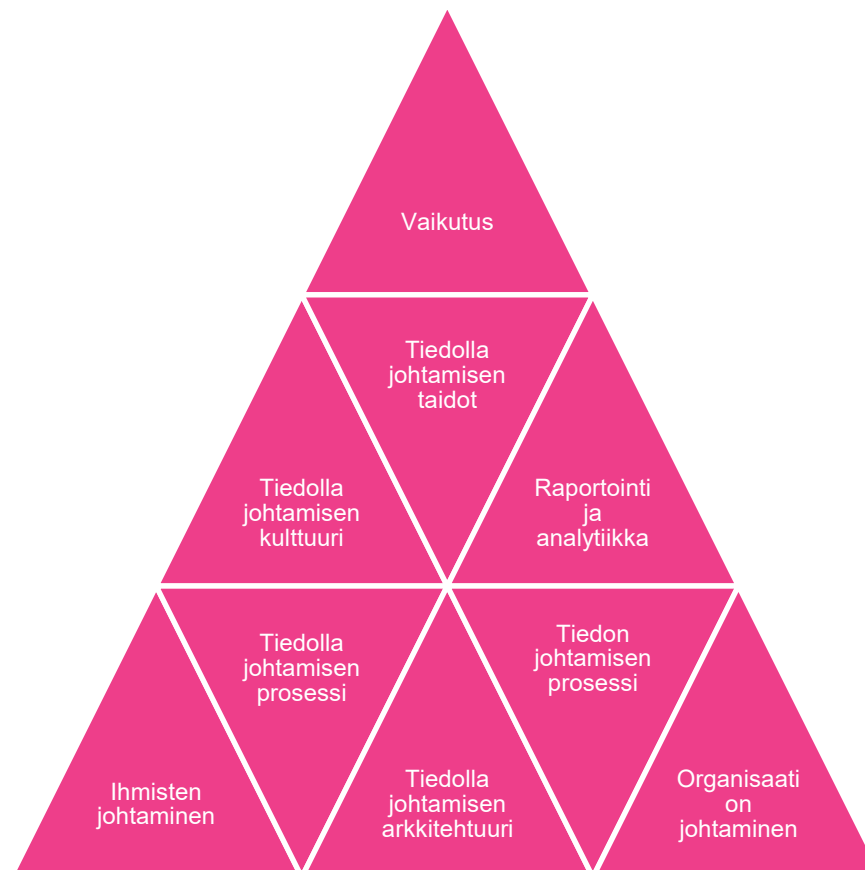 Vaikutus
Tiedolla
johtamisen
taidot
Tiedolla
johtamisen
kulttuuri
Raportointi
ja
analytiikka
Tiedolla
johtamisen
prosessi
Tiedon
johtamisen
prosessi
Ihmisten
johtaminen
Tiedolla
johtamisen
arkkitehtuuri
Organisaati
on
johtaminen